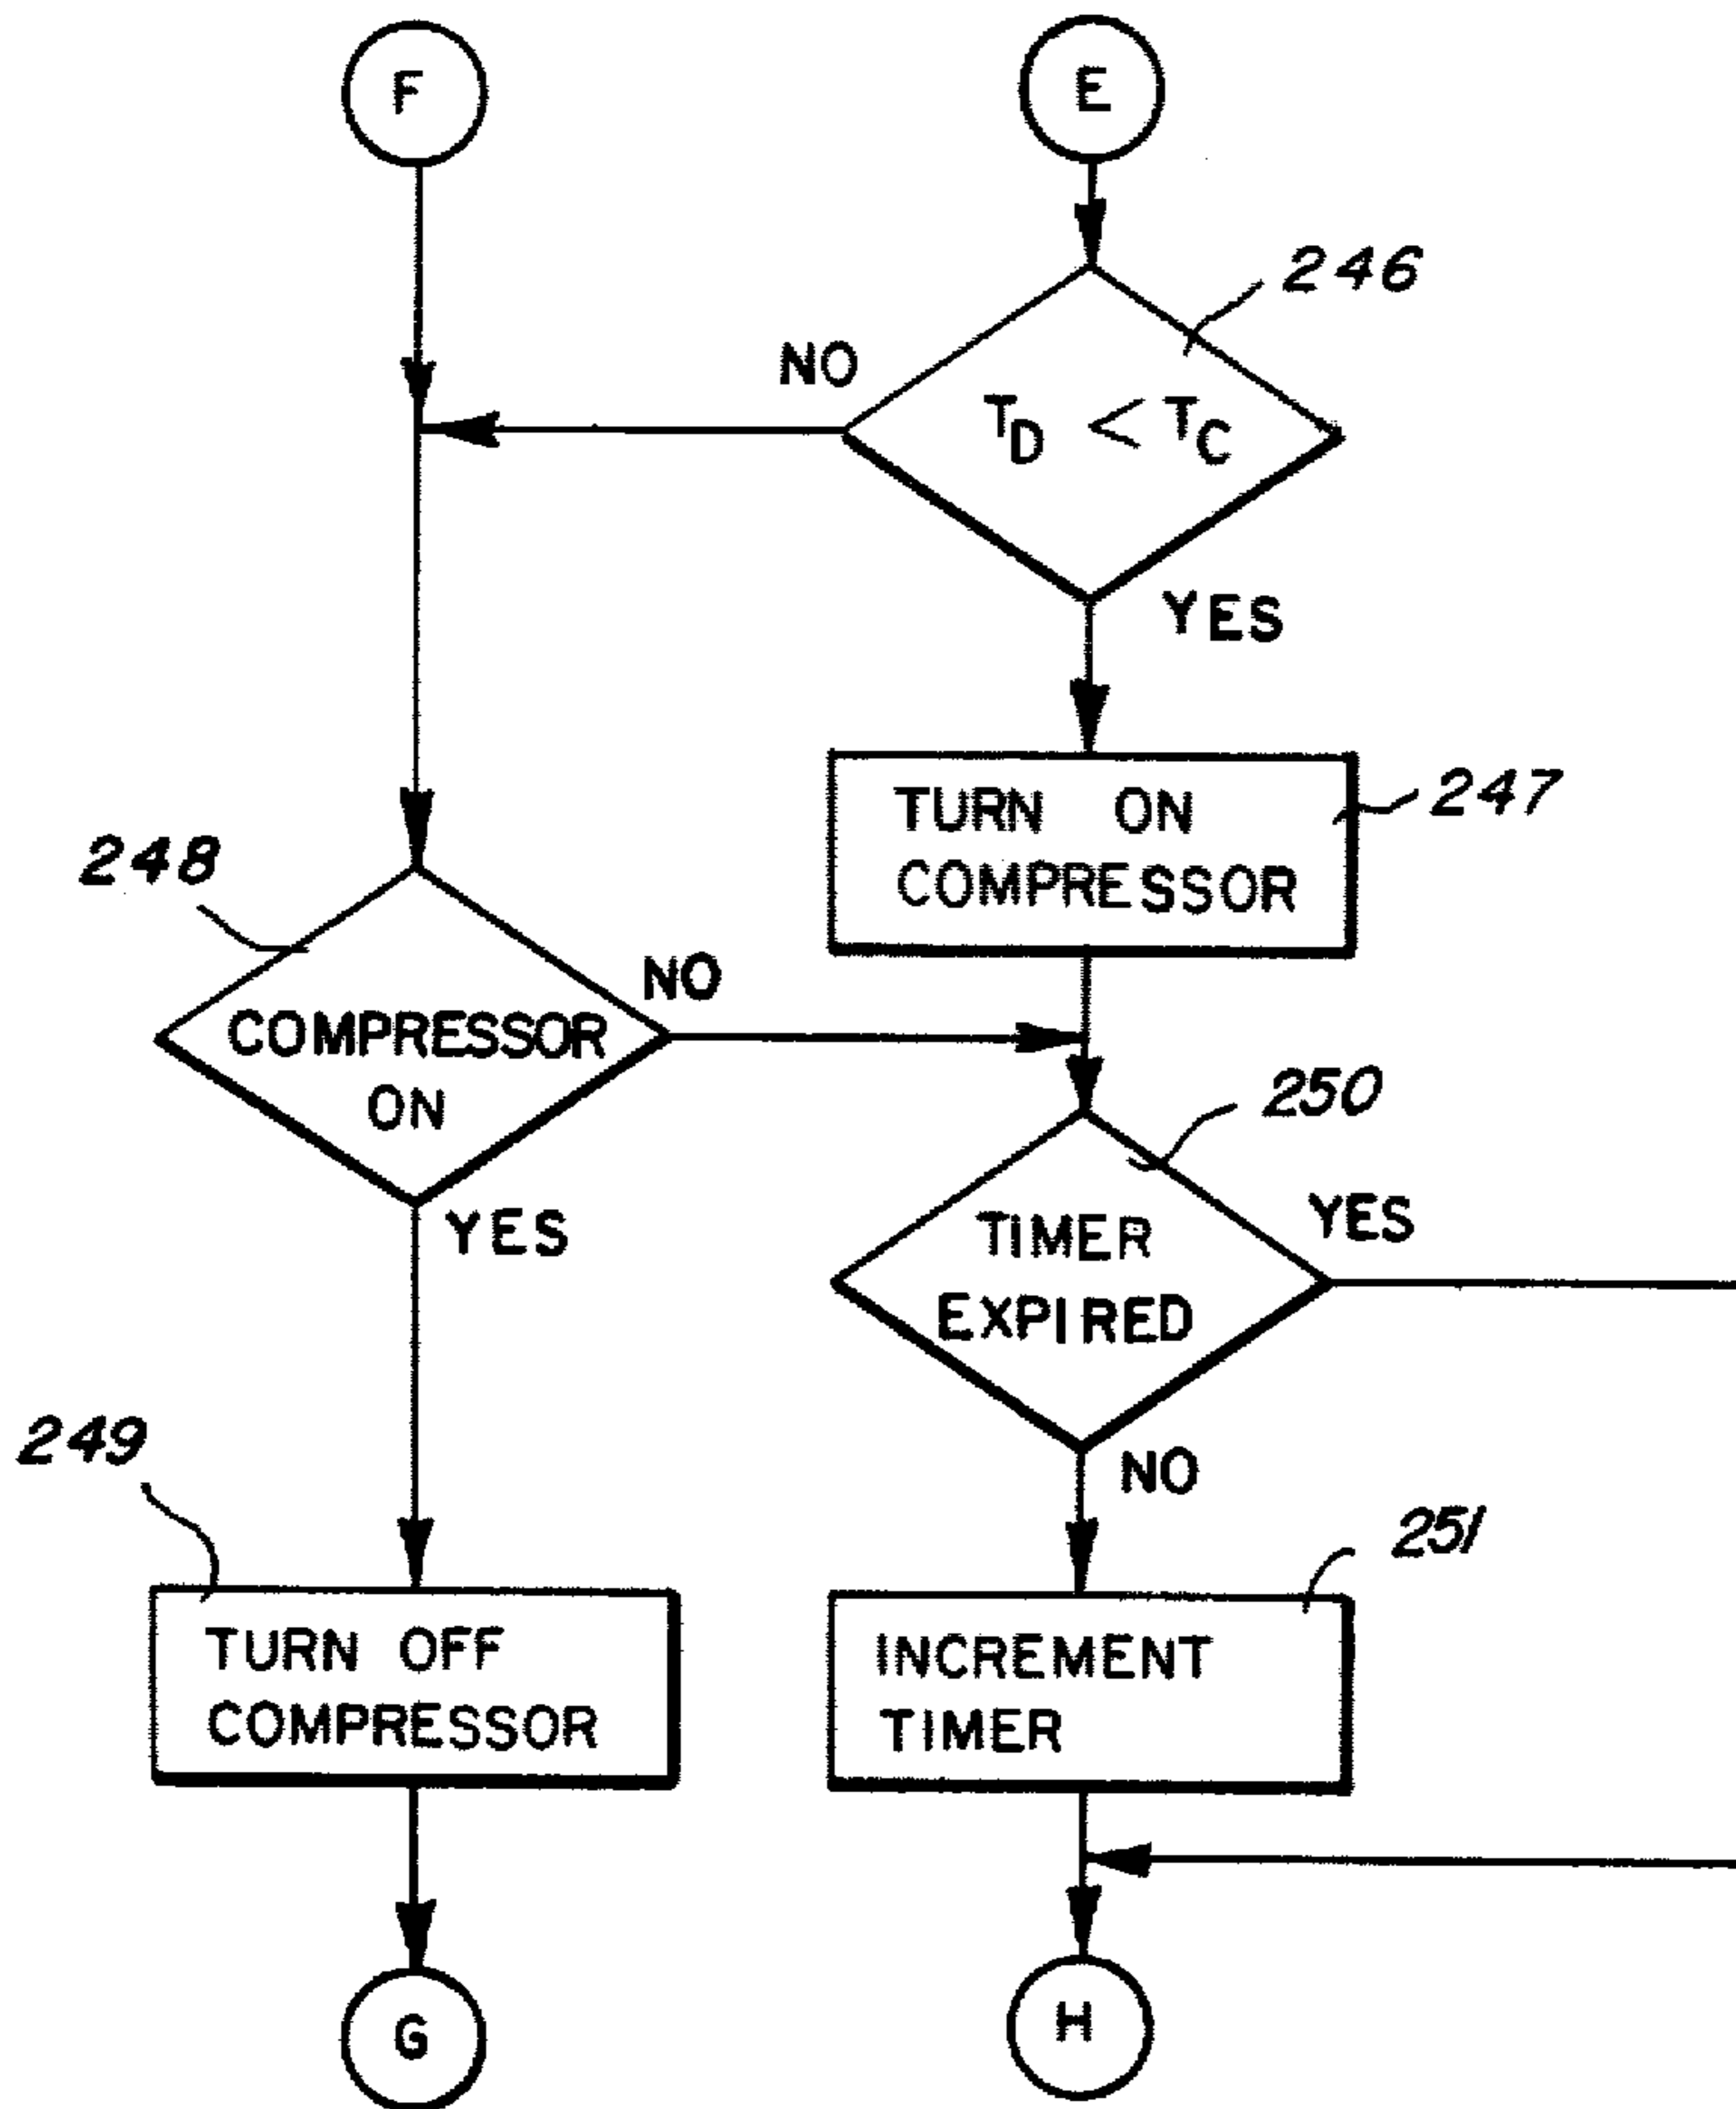 F
E
246
NO
T_D < T_C
YES
247
TURN ON
COMPRESSOR
248
NO
COMPRESSOR
ON
250
YES
YES
TIMER
EXPIRED
249
NO
251
TURN OFF
COMPRESSOR
INCREMENT
TIMER
G
H